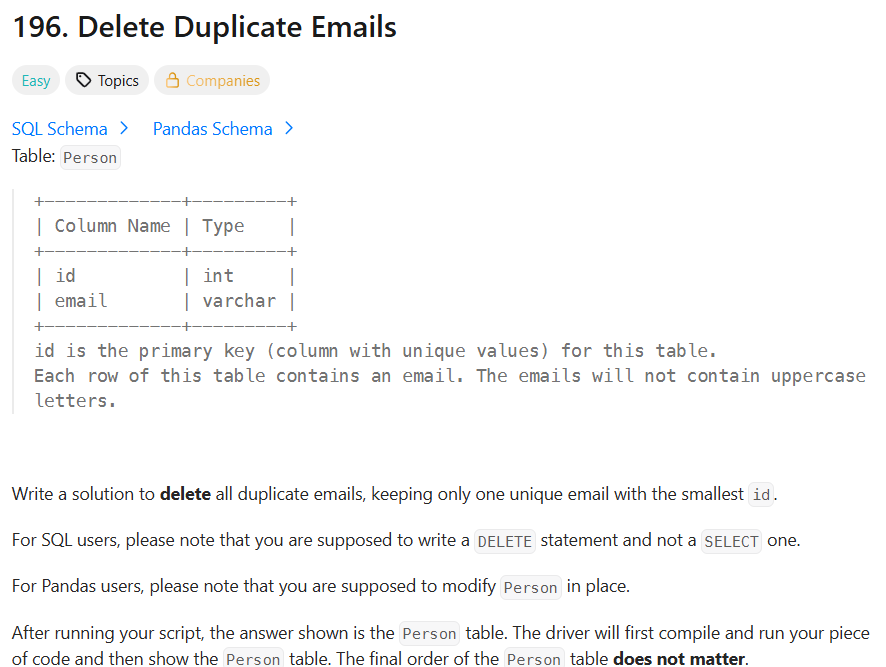 196. Delete Duplicate Emails
Easy Topics Companies
SQL Schema > Pandas Schema >
Table: Person
+-------------+---------+
| Column Name | Type    |
+-------------+---------+
| id          | int     |
| email       | varchar |
+-------------+---------+
id is the primary key (column with unique values) for this table.
Each row of this table contains an email. The emails will not contain uppercase
letters.
Write a solution to delete all duplicate emails, keeping only one unique email with the smallest id.
For SQL users, please note that you are supposed to write a DELETE statement and not a SELECT one.
For Pandas users, please note that you are supposed to modify Person in place.
After running your script, the answer shown is the Person table. The driver will first compile and run your piece
of code and then show the Person table. The final order of the Person table does not matter.